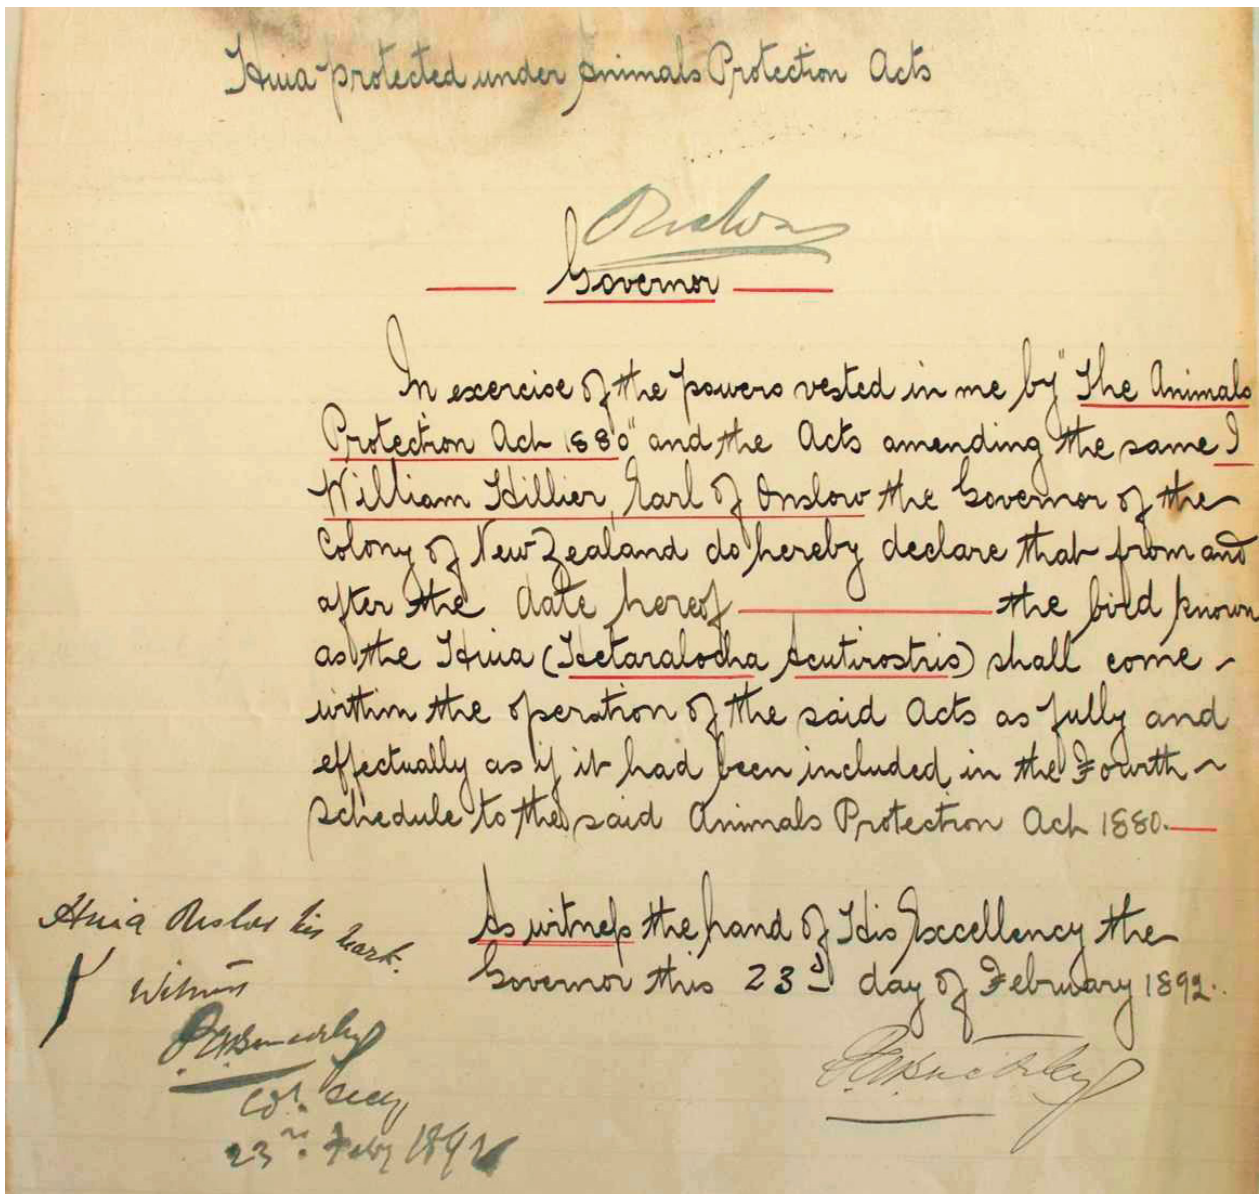 Huia protected under Animals Protection Acts
Onslow
Governor
In exercise of the powers vested in me by "The Animals
Protection Act 1880" and the Acts amending the same I
William Hillier, Earl of Onslow the Governor of the
Colony of New Zealand do hereby declare that from and
after the date hereof the bird known
as the Huia (Hetaralocha Acutirostris) shall come
within the operation of the said Acts as fully and
effectually as if it had been included in the Fourth
schedule to the said Animals Protection Act 1880.
As witness the hand of His Excellency the
Governor this 23d day of February 1892.
P.A. Buckley
Huia Onslow his mark.
Witness
P.A. Buckley
Col. Secy
23rd Feby 1892